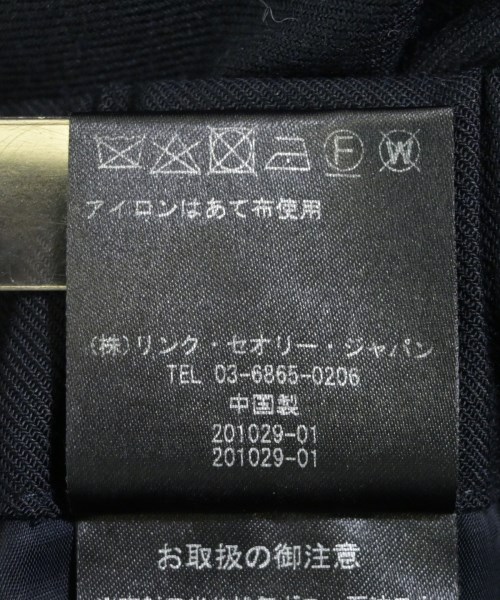 F W
アイロンはあて布使用
(株)リンク・セオリー・ジャパン
TEL 03-6865-0206
中国製
201029-01
201029-01
お取扱の御注意